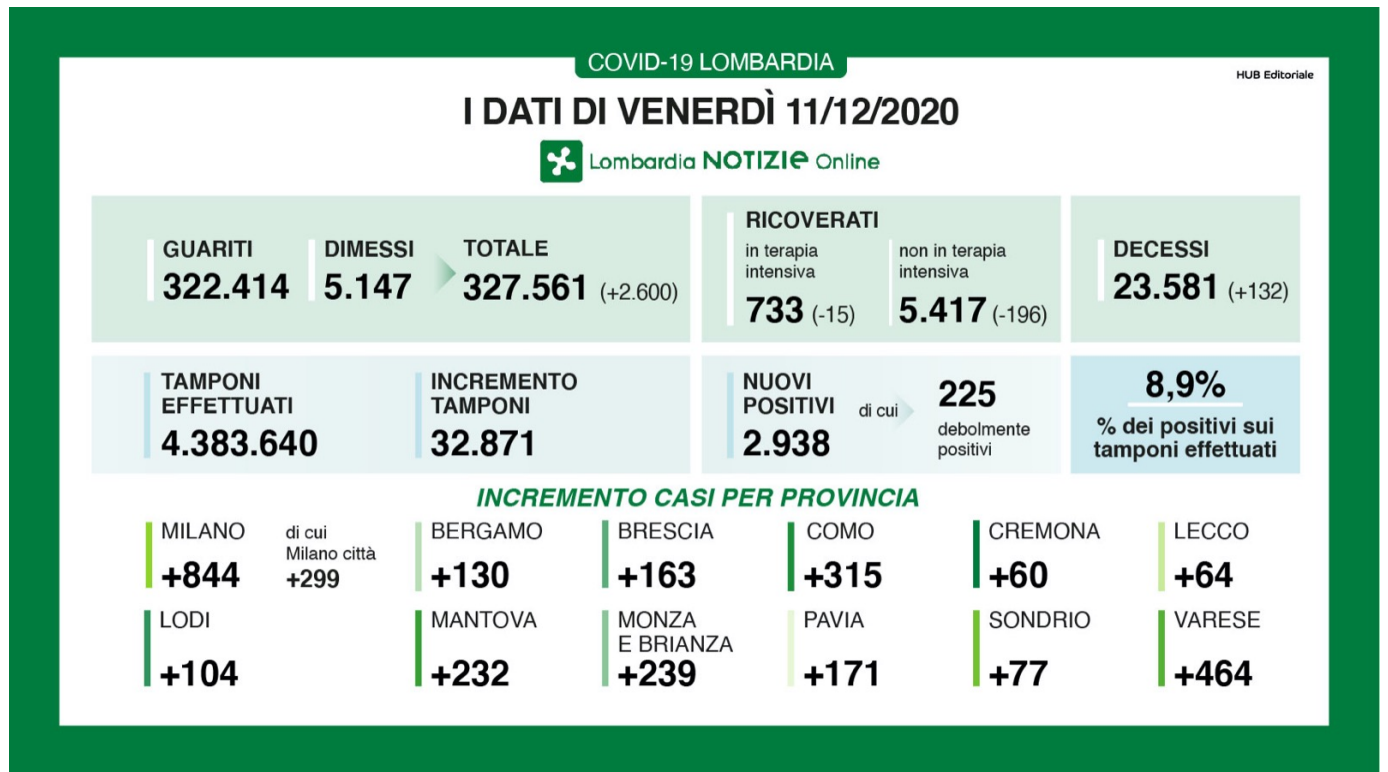 COVID-19 LOMBARDIA
HUB Editoriale
I DATI DI VENERDÌ 11/12/2020
Lombardia NOTIZIE Online
GUARITI
322.414
DIMESSI
5.147
TOTALE
327.561 (+2.600)
RICOVERATI
in terapia
intensiva
733 (-15)
non in terapia
intensiva
5.417 (-196)
DECESSI
23.581 (+132)
TAMPONI
EFFETTUATI
4.383.640
INCREMENTO
TAMPONI
32.871
NUOVI
POSITIVI
2.938
di cui
225
debolmente
positivi
8,9%
% dei positivi sui
tamponi effettuati
INCREMENTO CASI PER PROVINCIA
MILANO
+844
di cui
Milano città
+299
BERGAMO
+130
BRESCIA
+163
COMO
+315
CREMONA
+60
LECCO
+64
LODI
+104
MANTOVA
+232
MONZA
E BRIANZA
+239
PAVIA
+171
SONDRIO
+77
VARESE
+464